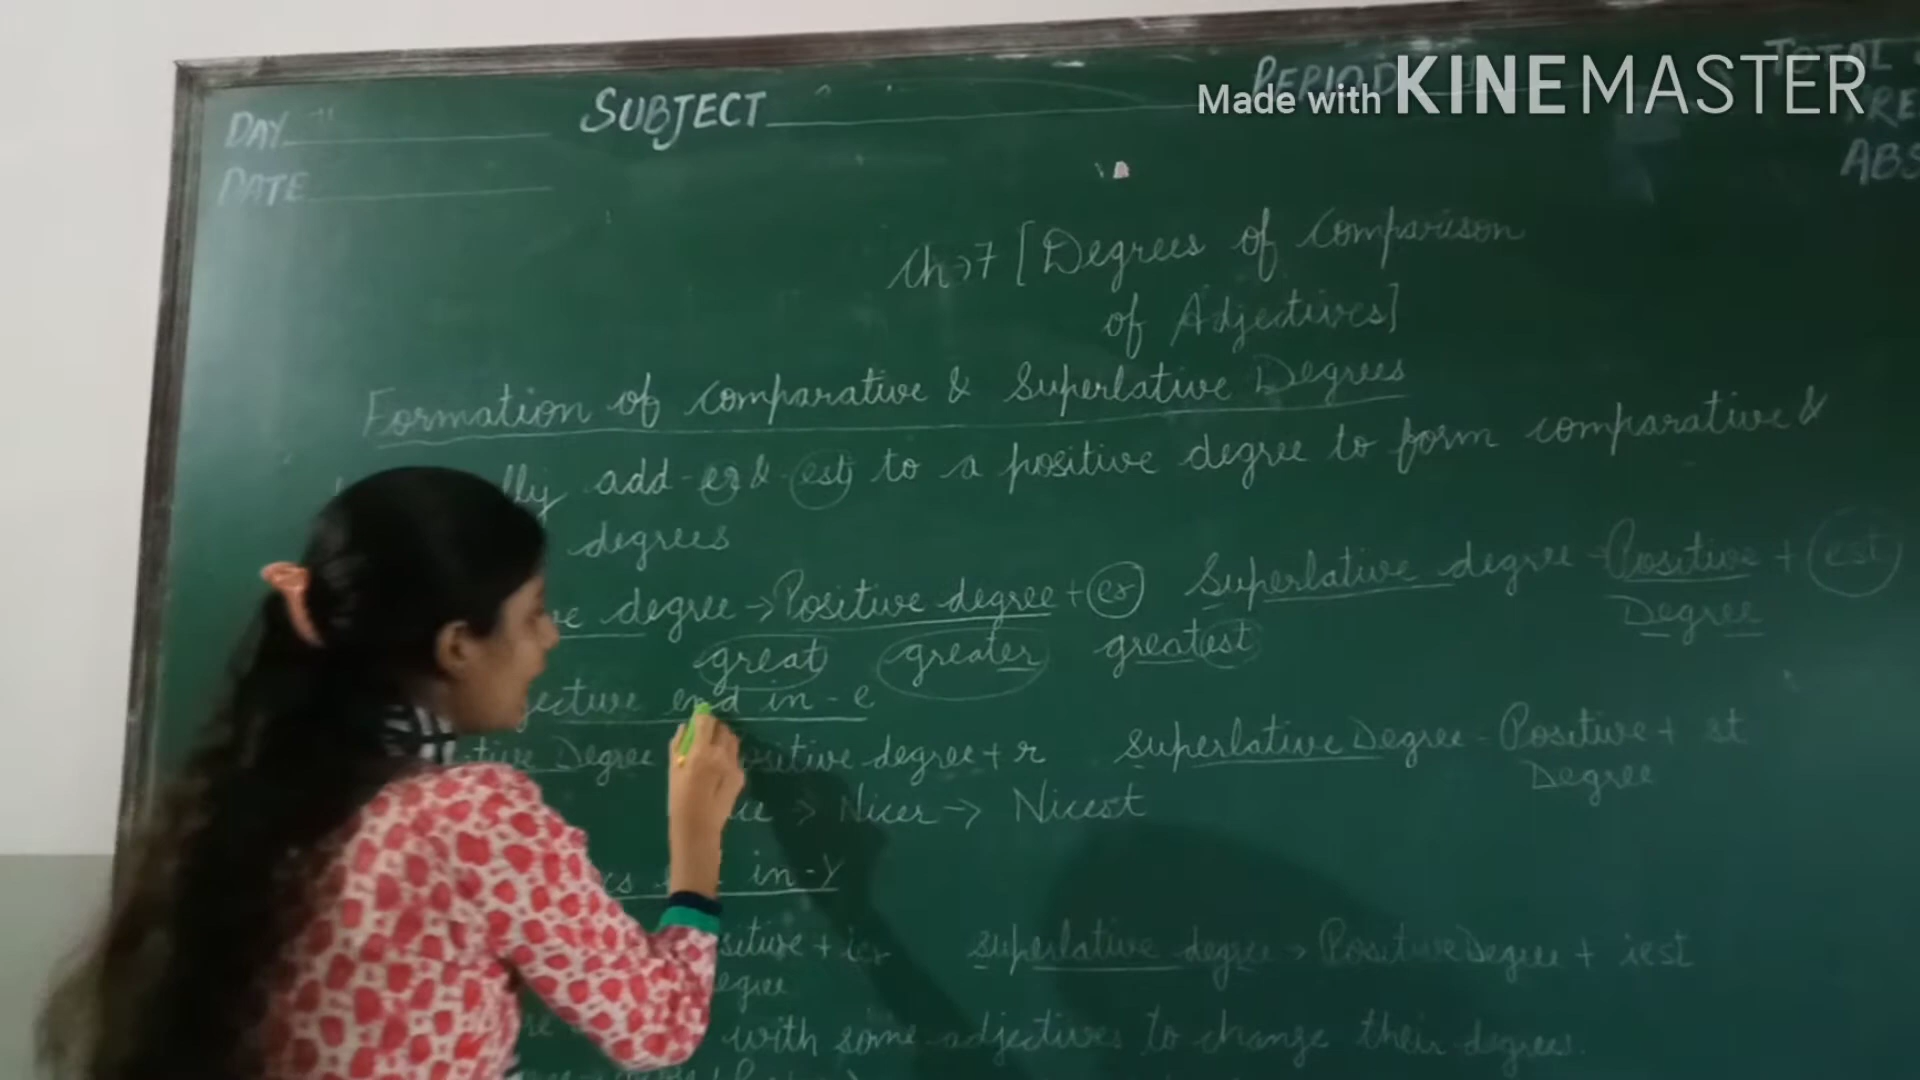 DAY
SUBJECT
PERIOD
TOTAL
Made with KINEMASTER
DATE
ABS
Ch→7 [Degrees of Comparison
of Adjectives]
Formation of Comparative & Superlative Degrees
add -er & -est to a positive degree to form comparative &
degrees
degree → Positive degree + er Superlative degree - Positive + est
Degree
great greater greatest
end in - e
Degree degree + r Superlative Degree - Positive + st
Degree
> Nicer → Nicest
in - Y
+ ier Superlative degree → Positive Degree + iest
with some adjectives to change their degrees.